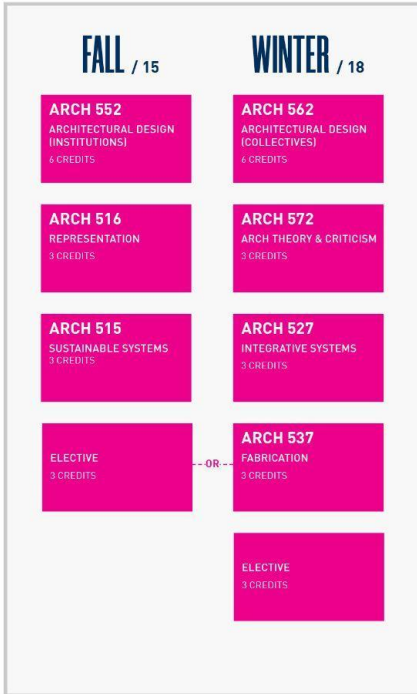 FALL / 15
ARCH 552
ARCHITECTURAL DESIGN
(INSTITUTIONS)
6 CREDITS
ARCH 516
REPRESENTATION
3 CREDITS
ARCH 515
SUSTAINABLE SYSTEMS
3 CREDITS
ELECTIVE
3 CREDITS
OR
WINTER / 18
ARCH 562
ARCHITECTURAL DESIGN
(COLLECTIVES)
6 CREDITS
ARCH 572
ARCH THEORY & CRITICISM
3 CREDITS
ARCH 527
INTEGRATIVE SYSTEMS
3 CREDITS
ARCH 537
FABRICATION
3 CREDITS
ELECTIVE
3 CREDITS